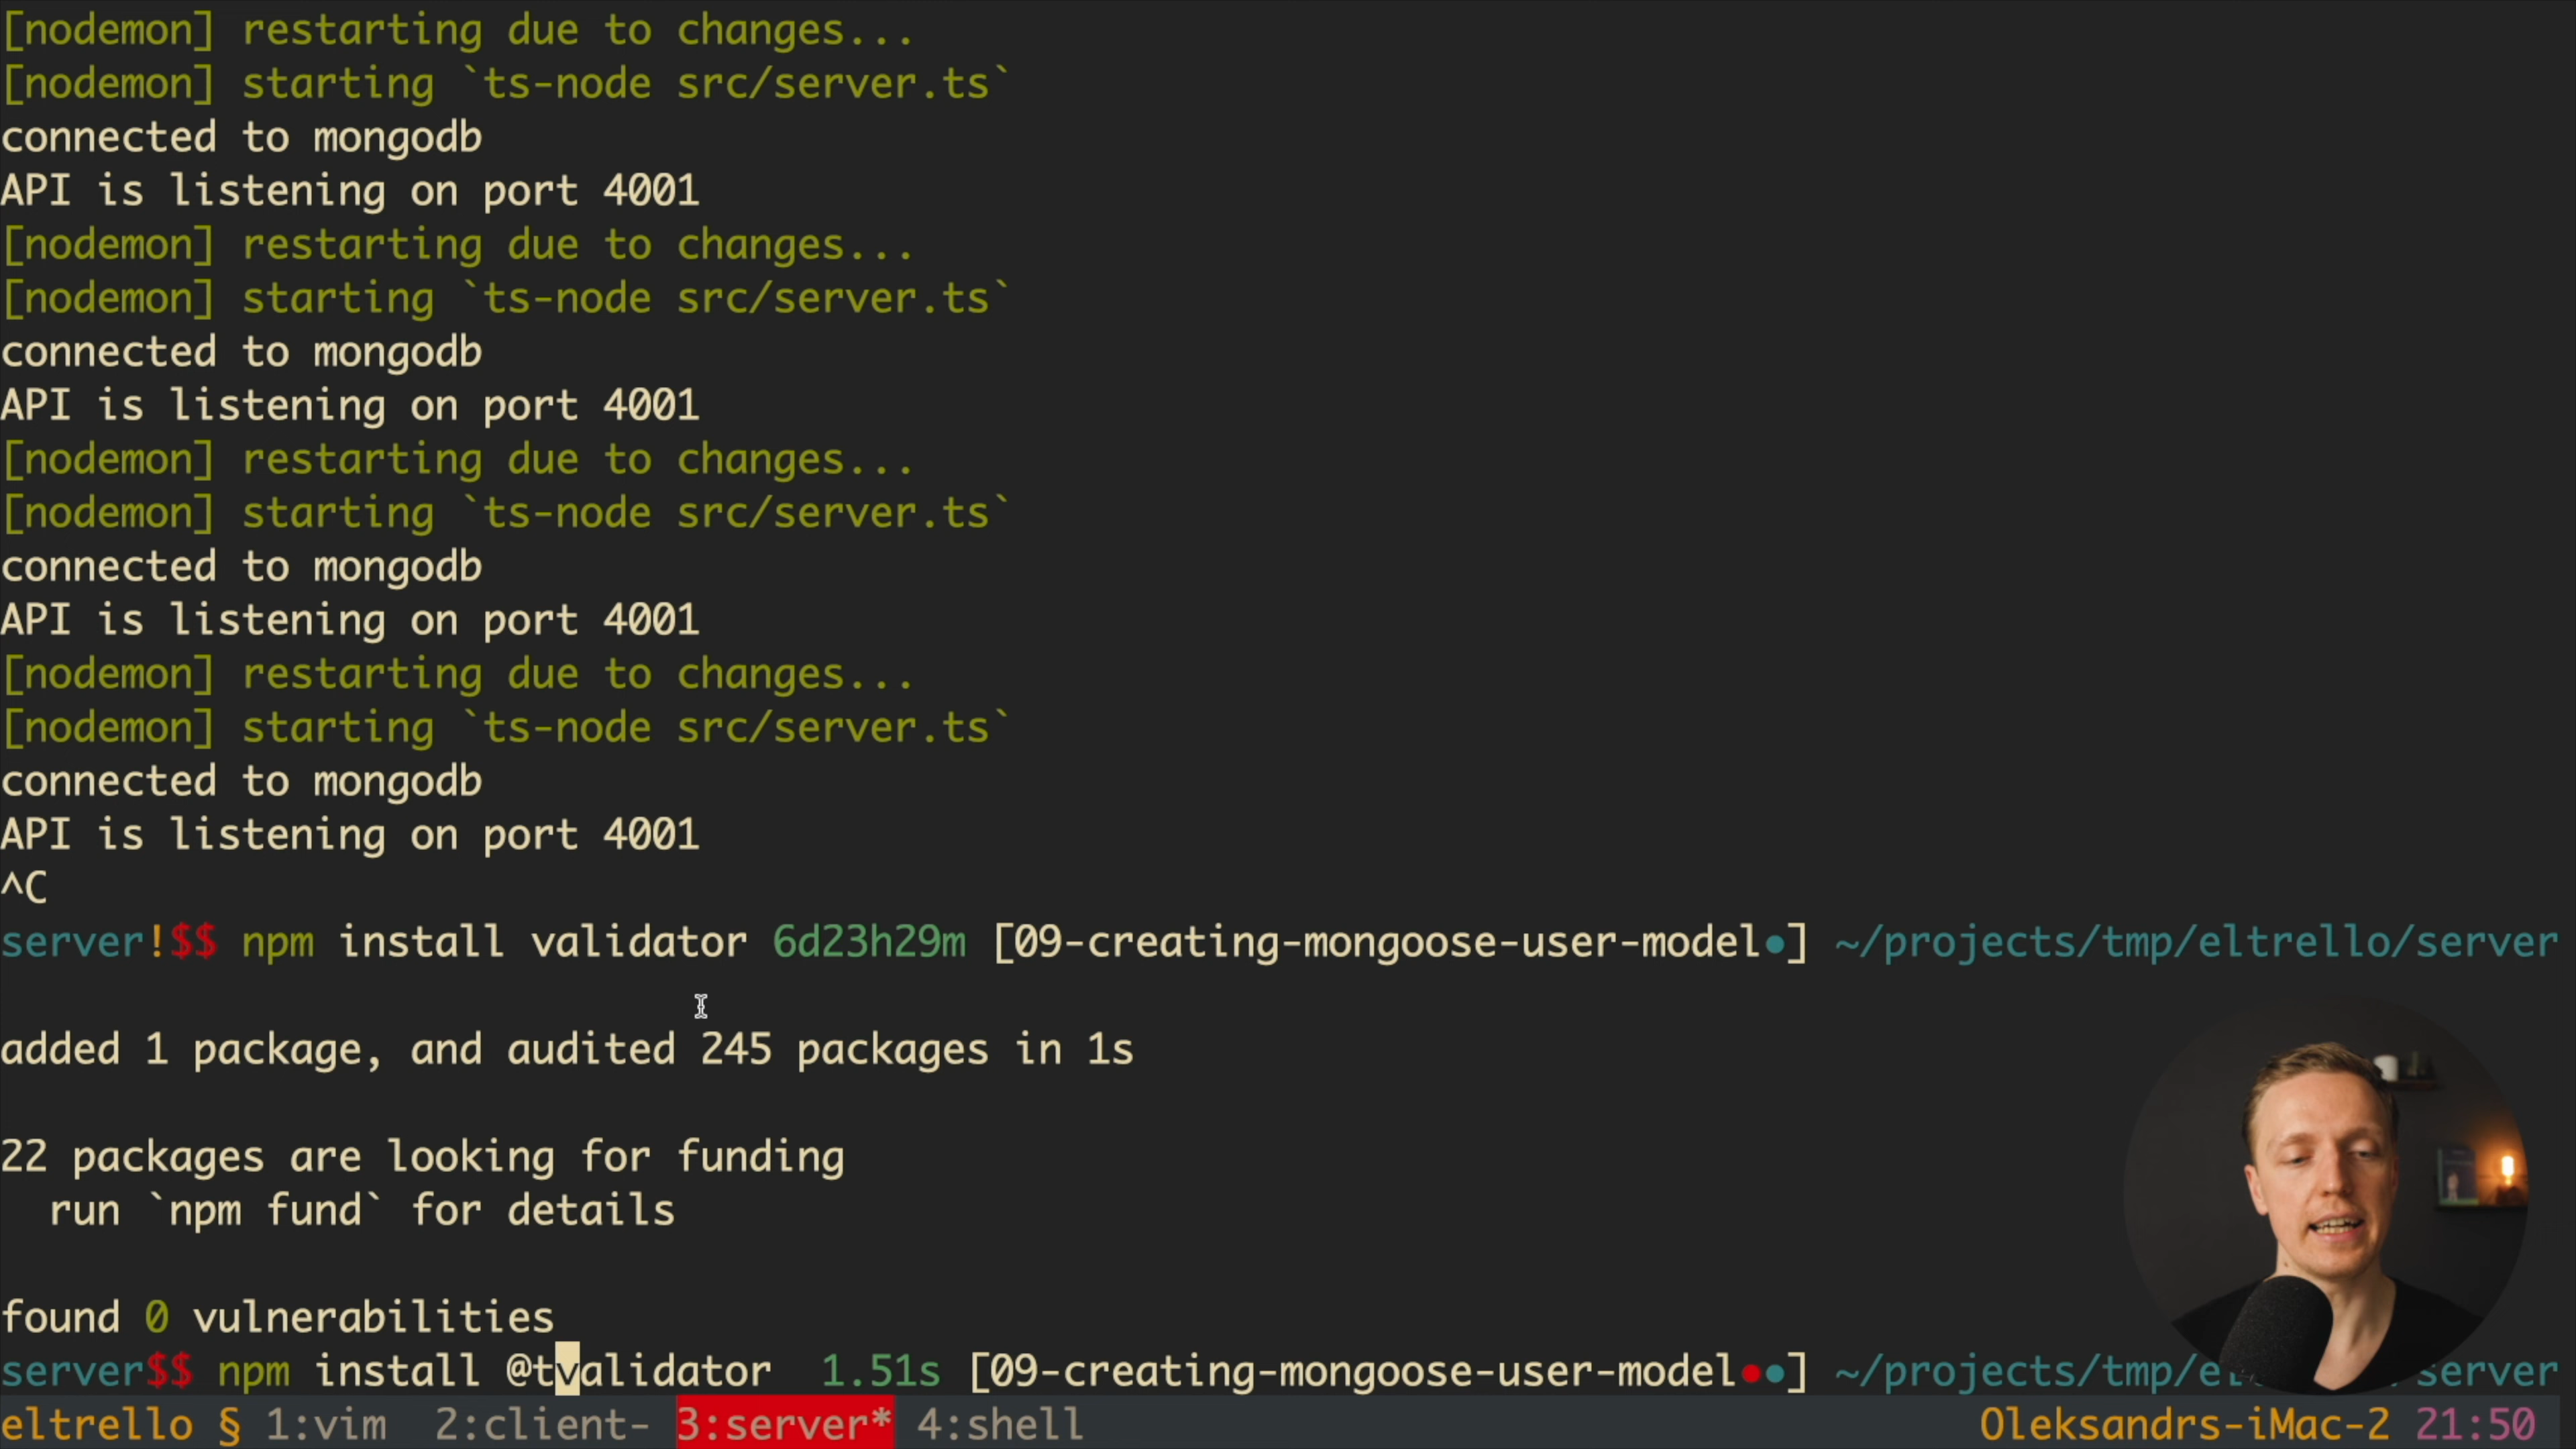 [nodemon] restarting due to changes...
[nodemon] starting `ts-node src/server.ts`
connected to mongodb
API is listening on port 4001
[nodemon] restarting due to changes...
[nodemon] starting `ts-node src/server.ts`
connected to mongodb
API is listening on port 4001
[nodemon] restarting due to changes...
[nodemon] starting `ts-node src/server.ts`
connected to mongodb
API is listening on port 4001
[nodemon] restarting due to changes...
[nodemon] starting `ts-node src/server.ts`
connected to mongodb
API is listening on port 4001
^C
server!$$ npm install validator 6d23h29m [09-creating-mongoose-user-model●] ~/projects/tmp/eltrello/server
added 1 package, and audited 245 packages in 1s
22 packages are looking for funding
run `npm fund` for details
found 0 vulnerabilities
server$$ npm install @tvalidator 1.51s [09-creating-mongoose-user-model●●] ~/projects/tmp/el server
eltrello § 1:vim 2:client- 3:server* 4:shell Oleksandrs-iMac-2 21:50